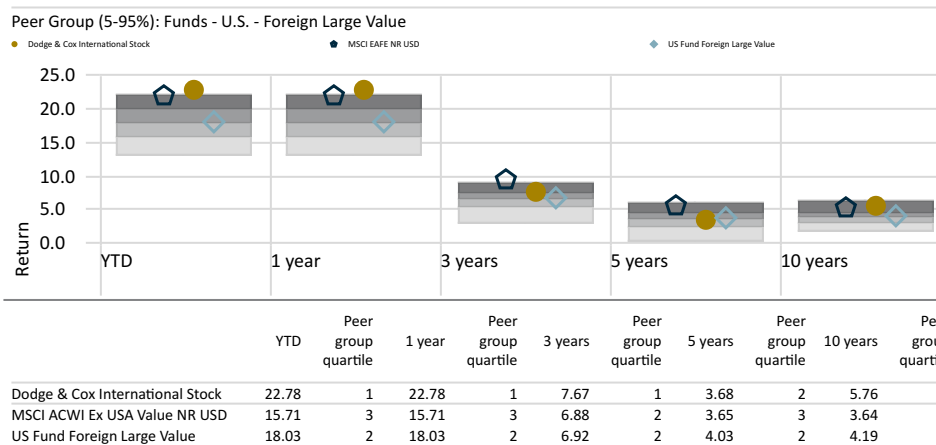 Peer Group (5-95%): Funds - U.S. - Foreign Large Value
Dodge & Cox International Stock MSCI EAFE NR USD US Fund Foreign Large Value
25.0
20.0
15.0
10.0
5.0
0.0
Return
YTD 1 year 3 years 5 years 10 years
Peer Peer Peer Peer
YTD group 1 year group 3 years group 5 years group 10 years
quartile quartile quartile quartile
Dodge & Cox International Stock 22.78 1 22.78 1 7.67 1 3.68 2 5.76
MSCI ACWI Ex USA Value NR USD 15.71 3 15.71 3 6.88 2 3.65 3 3.64
US Fund Foreign Large Value 18.03 2 18.03 2 6.92 2 4.03 2 4.19